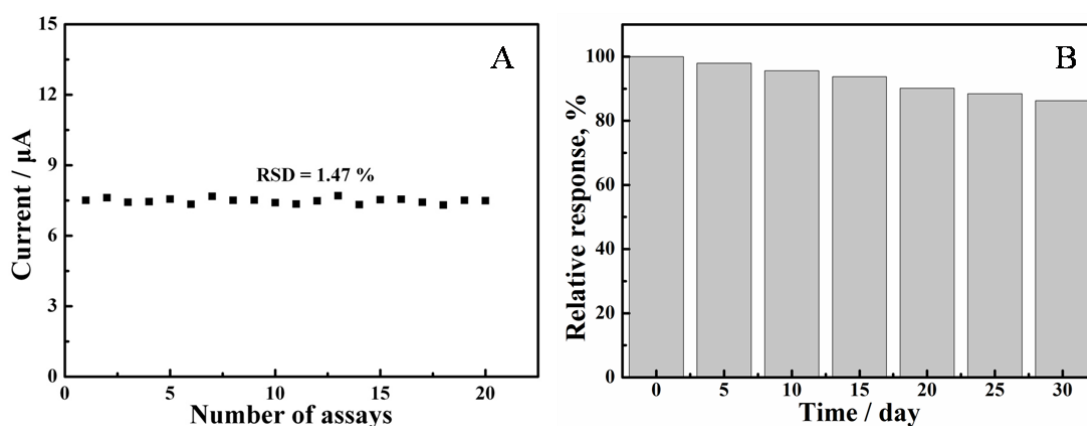 A
Current / μA
15
12
9
6
3
0
RSD = 1.47 %
0 5 10 15 20
Number of assays
B
Relative response, %
100
80
60
40
20
0
0 5 10 15 20 25 30
Time / day